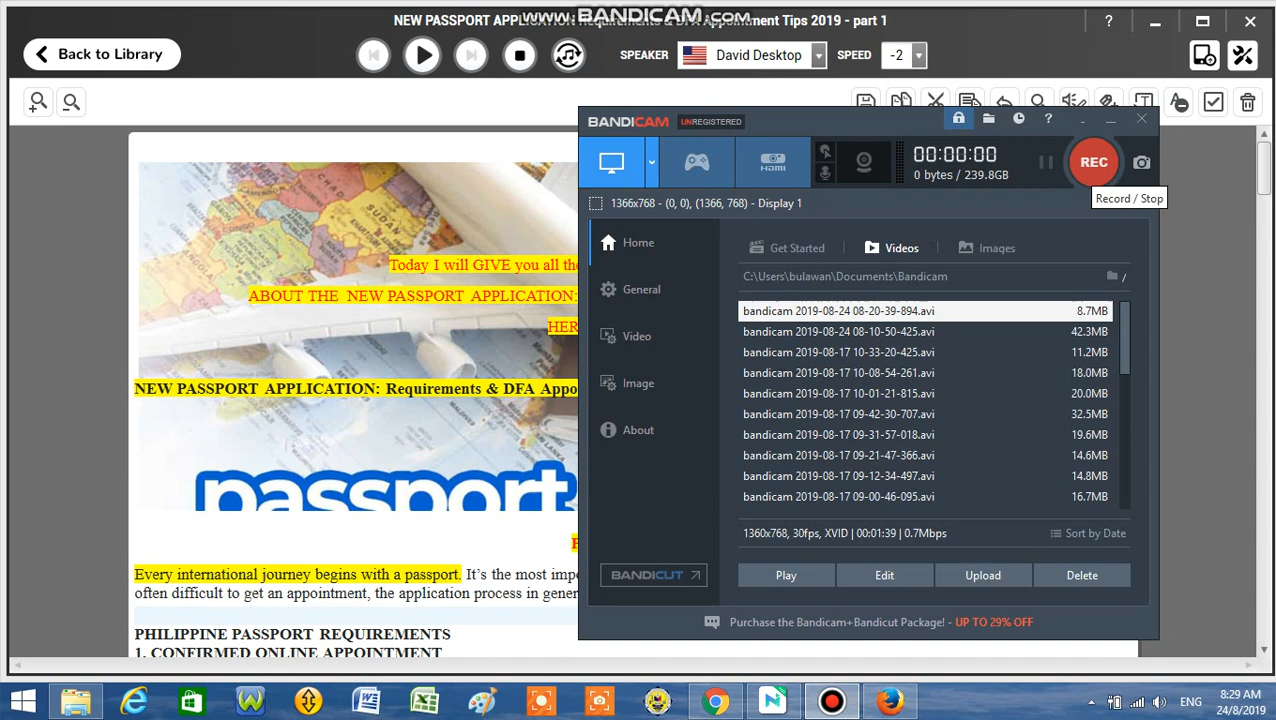 NEW PASSPORT APPLICATION Requirements & DFA Appointment Tips 2019 - part 1
www.BANDICAM.com
Back to Library
SPEAKER
David Desktop
SPEED
-2
BANDICAM
UNREGISTERED
00:00:00
0 bytes / 239.8GB
HDMI
REC
Record / Stop
1366x768 - (0, 0), (1366, 768) - Display 1
Home
General
Video
Image
About
BANDICUT
Get Started
Videos
Images
C:\Users\bulawan\Documents\Bandicam
bandicam 2019-08-24 08-20-39-894.avi 8.7MB
bandicam 2019-08-24 08-10-50-425.avi 42.3MB
bandicam 2019-08-17 10-33-20-425.avi 11.2MB
bandicam 2019-08-17 10-08-54-261.avi 18.0MB
bandicam 2019-08-17 10-01-21-815.avi 20.0MB
bandicam 2019-08-17 09-42-30-707.avi 32.5MB
bandicam 2019-08-17 09-31-57-018.avi 19.6MB
bandicam 2019-08-17 09-21-47-366.avi 14.6MB
bandicam 2019-08-17 09-12-34-497.avi 14.8MB
bandicam 2019-08-17 09-00-46-095.avi 16.7MB
1360x768, 30fps, XVID | 00:01:39 | 0.7Mbps
Sort by Date
Play
Edit
Upload
Delete
Purchase the Bandicam+Bandicut Package! - UP TO 29% OFF
SUDAN
Today I will GIVE you all the
ABOUT THE NEW PASSPORT APPLICATION:
HER
NEW PASSPORT APPLICATION: Requirements & DFA Appo
passport
Every international journey begins with a passport. It's the most impo
often difficult to get an appointment, the application process in gener
PHILIPPINE PASSPORT REQUIREMENTS
1. CONFIRMED ONLINE APPOINTMENT
ENG
8:29 AM
24/8/2019